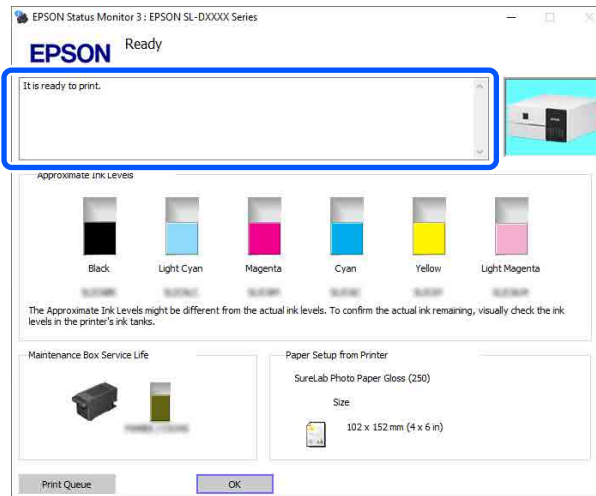 EPSON Status Monitor 3 : EPSON SL-DXXXX Series
EPSON
Ready
It is ready to print.
Approximate Ink Levels
Black Light Cyan Magenta Cyan Yellow Light Magenta
The Approximate Ink Levels might be different from the actual ink levels. To confirm the actual ink remaining, visually check the ink
levels in the printer's ink tanks.
Maintenance Box Service Life
Paper Setup from Printer
SureLab Photo Paper Gloss (250)
Size
102 x 152 mm (4 x 6 in)
Print Queue
OK